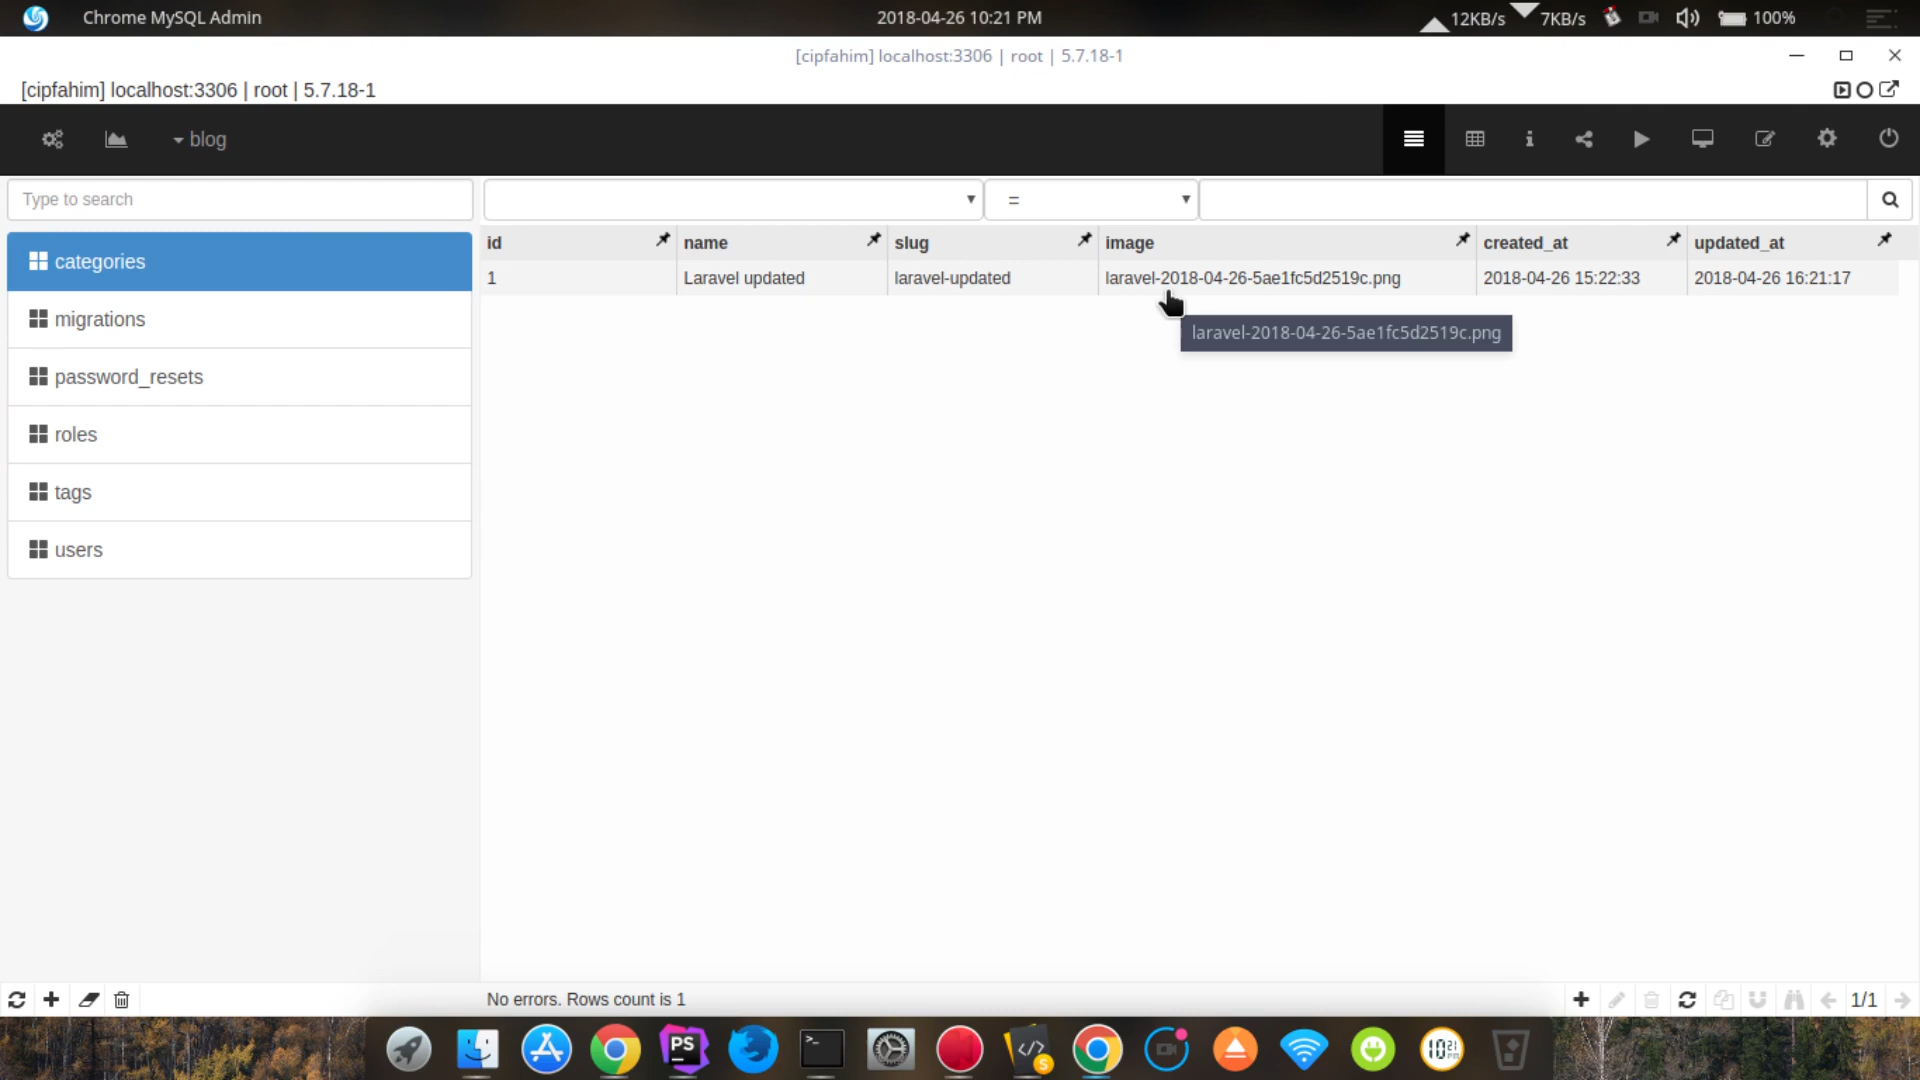 Chrome MySQL Admin
2018-04-26 10:21 PM
12KB/s 7KB/s 100%
[cipfahim] localhost:3306 | root | 5.7.18-1
[cipfahim] localhost:3306 | root | 5.7.18-1
blog
Type to search
=
categories
migrations
password_resets
roles
tags
users
id name slug image created_at updated_at
1 Laravel updated laravel-updated laravel-2018-04-26-5ae1fc5d2519c.png 2018-04-26 15:22:33 2018-04-26 16:21:17
laravel-2018-04-26-5ae1fc5d2519c.png
No errors. Rows count is 1
1/1
PS
>_
</>
S
10:21
PM